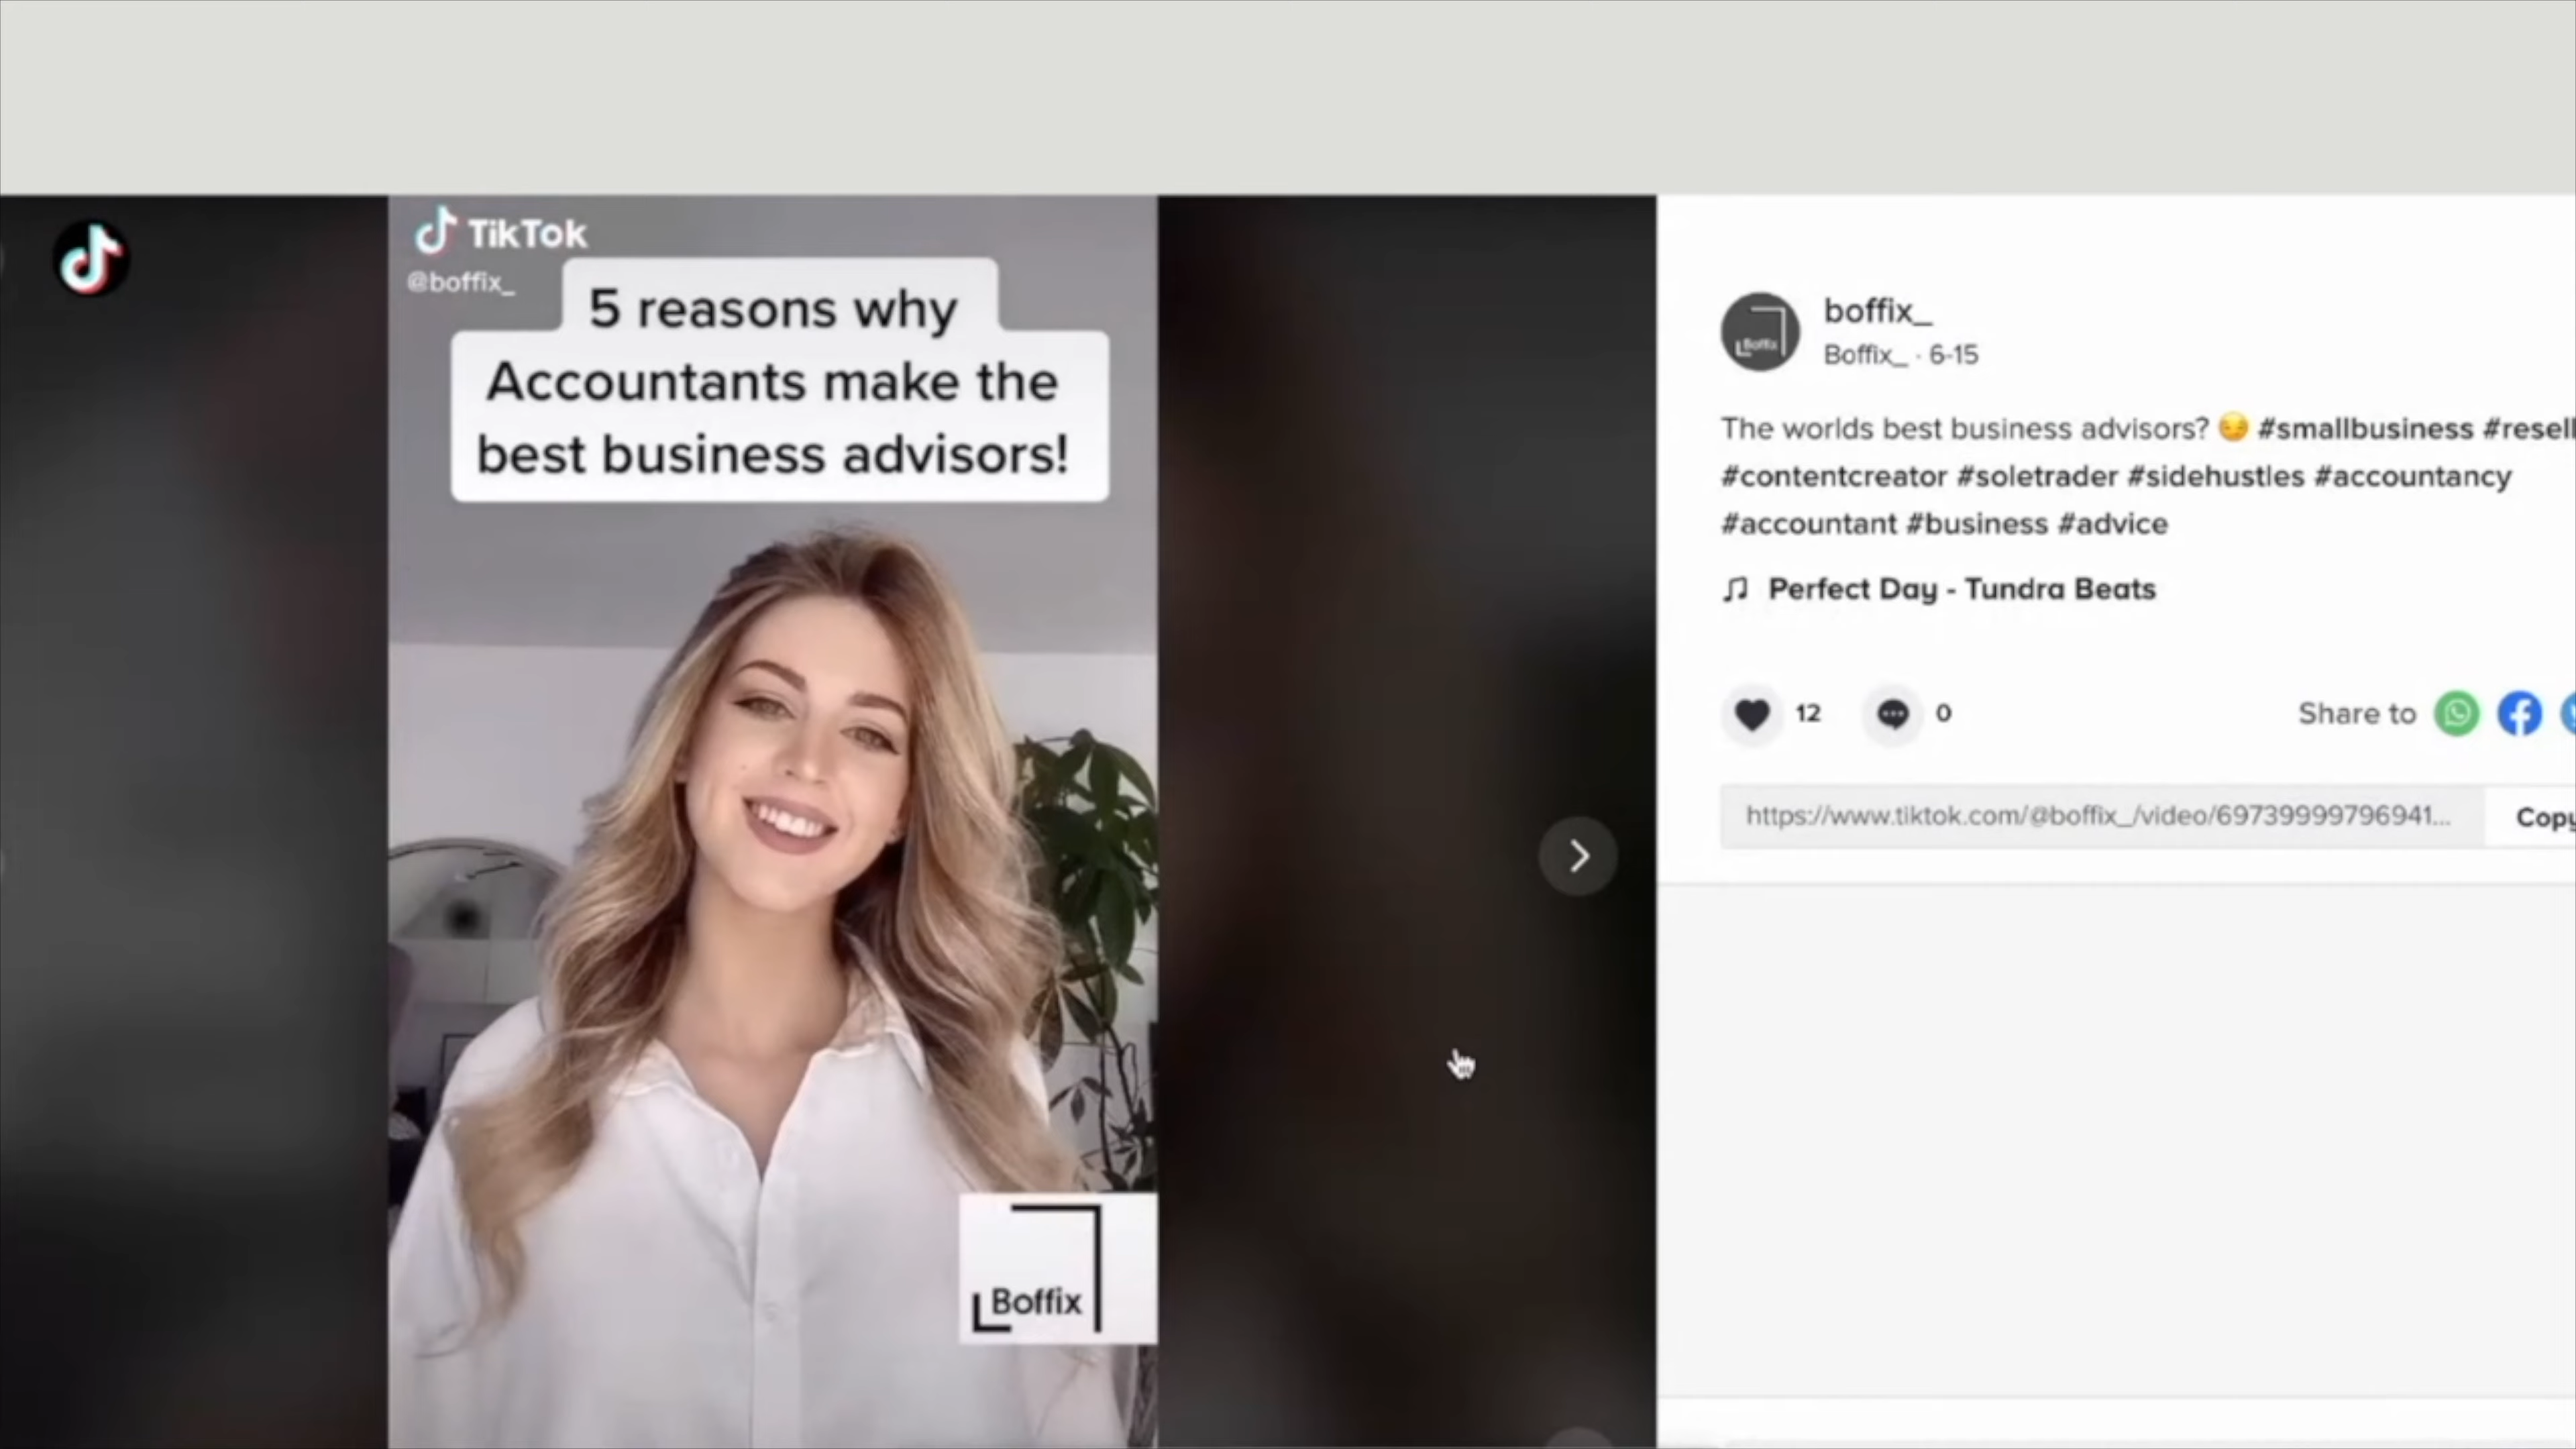 TikTok
@boffix_
5 reasons why
Accountants make the
best business advisors!
Boffix
Boffix
boffix_
Boffix_ · 6-15
The worlds best business advisors? 😏 #smallbusiness #resell
#contentcreator #soletrader #sidehustles #accountancy
#accountant #business #advice
Perfect Day - Tundra Beats
12
0
Share to
https://www.tiktok.com/@boffix_/video/69739999796941...
Copy